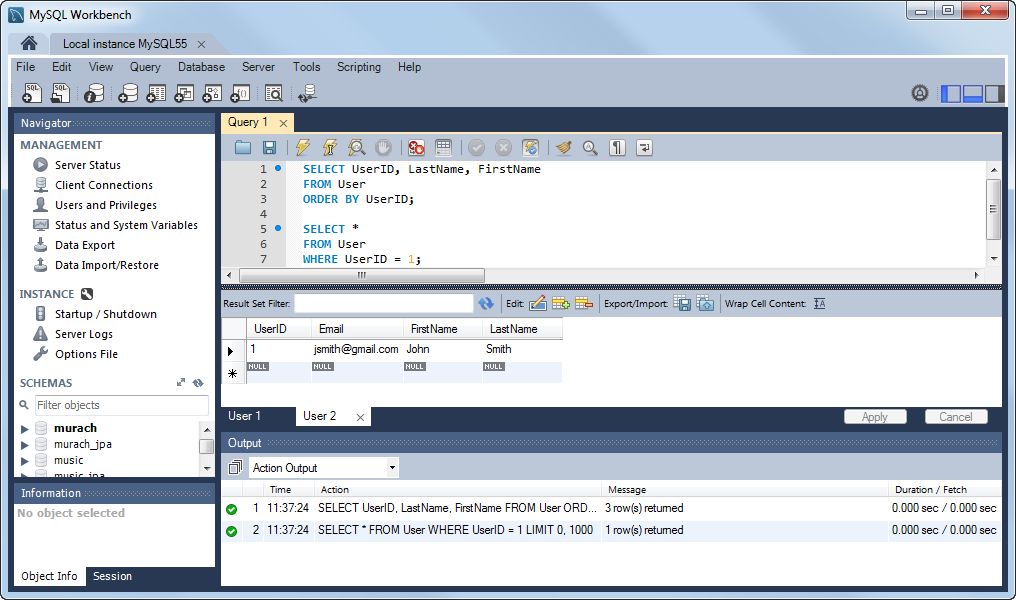 MySQL Workbench
Local instance MySQL55
File Edit View Query Database Server Tools Scripting Help
Navigator
MANAGEMENT
Server Status
Client Connections
Users and Privileges
Status and System Variables
Data Export
Data Import/Restore
INSTANCE
Startup / Shutdown
Server Logs
Options File
SCHEMAS
Filter objects
murach
murach_jpa
music
music_jpa
Information
No object selected
Object Info Session
Query 1
1 SELECT UserID, LastName, FirstName
2 FROM User
3 ORDER BY UserID;
4
5 SELECT *
6 FROM User
7 WHERE UserID = 1;
Result Set Filter: Edit: Export/Import: Wrap Cell Content:
UserID Email FirstName LastName
1 jsmith@gmail.com John Smith
NULL NULL NULL NULL
User 1 User 2 Apply Cancel
Output
Action Output
Time Action Message Duration / Fetch
1 11:37:24 SELECT UserID, LastName, FirstName FROM User ORD... 3 row(s) returned 0.000 sec / 0.000 sec
2 11:37:24 SELECT * FROM User WHERE UserID = 1 LIMIT 0, 1000 1 row(s) returned 0.000 sec / 0.000 sec